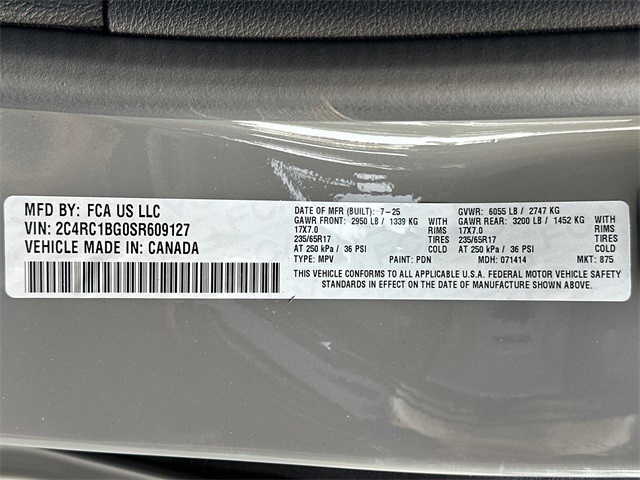 MFD BY: FCA US LLC
VIN: 2C4RC1BG0SR609127
VEHICLE MADE IN: CANADA
DATE OF MFR (BUILT): 7-25 GVWR: 6055 LB / 2747 KG
GAWR FRONT: 2950 LB / 1339 KG WITH GAWR REAR: 3200 LB / 1452 KG WITH
17X7.0 RIMS 17X7.0 RIMS
235/65R17 TIRES 235/65R17 TIRES
AT 250 kPa / 36 PSI COLD AT 250 kPa / 36 PSI COLD
TYPE: MPV PAINT: PDN MDH: 071414 MKT: 875
THIS VEHICLE CONFORMS TO ALL APPLICABLE U.S.A. FEDERAL MOTOR VEHICLE SAFETY
STANDARDS IN EFFECT ON THE DATE OF MANUFACTURE SHOWN ABOVE.